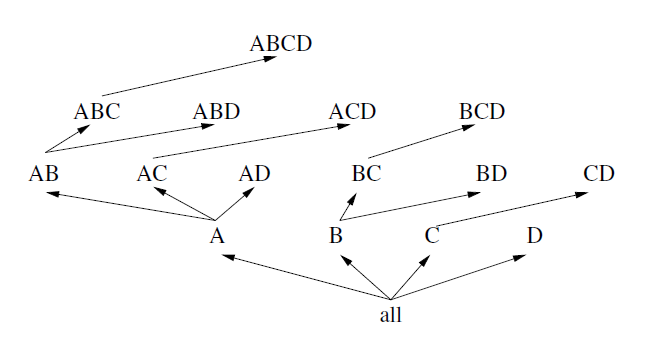 ABCD
ABC ABD ACD BCD
AB AC AD BC BD CD
A B C D
all